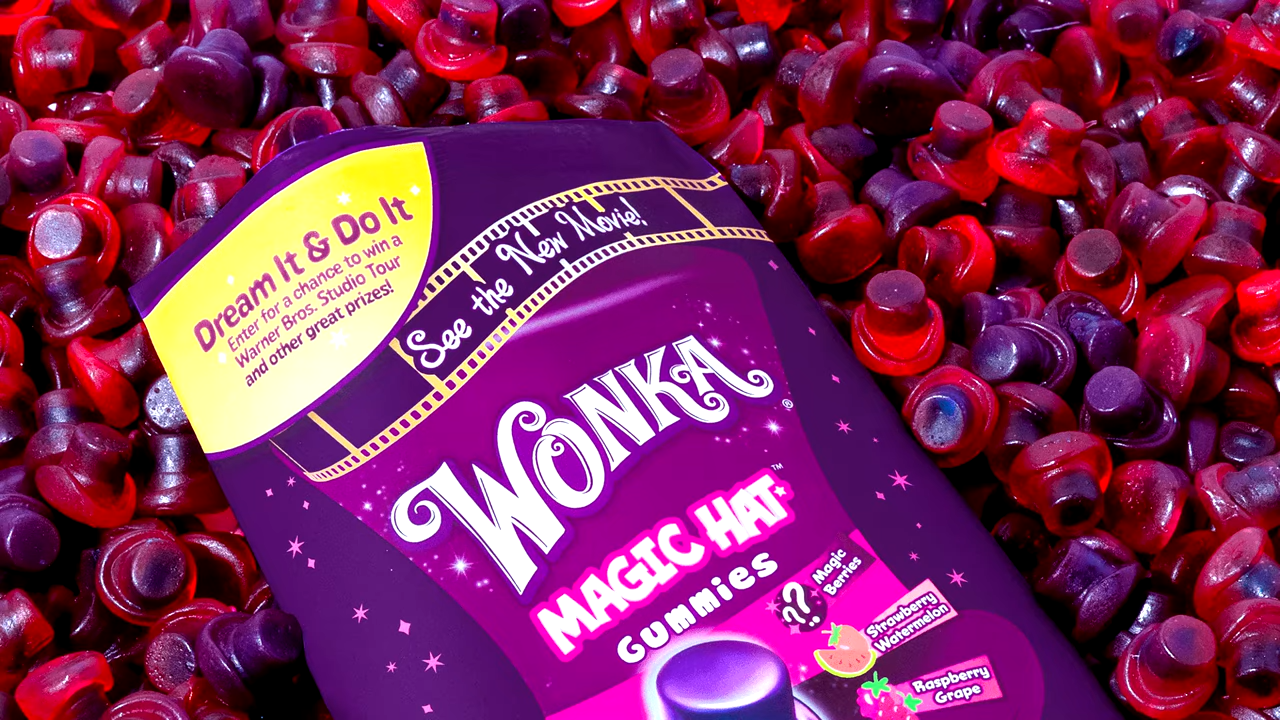 Dream It & Do It
Enter for a chance to win a
Warner Bros. Studio Tour
and other great prizes!
See the New Movie!
WONKA®
MAGIC HAT™
GUMMIES
Magic
Berries
Strawberry
Watermelon
Raspberry
Grape